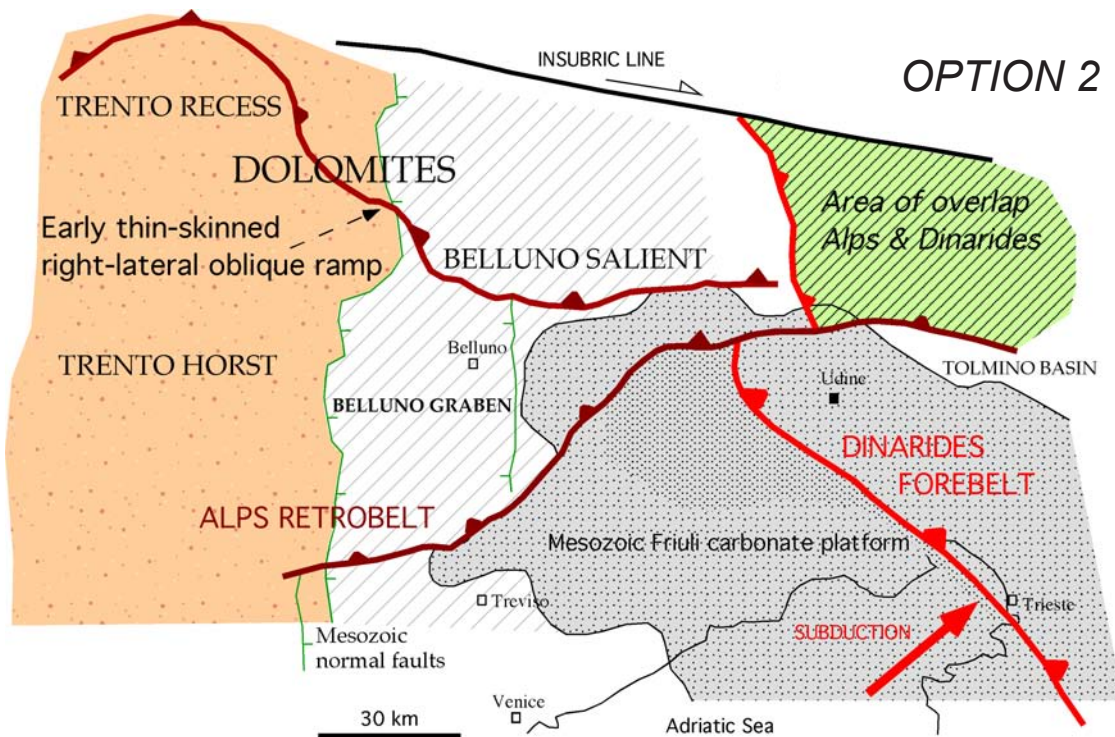 INSUBRIC LINE
OPTION 2
TRENTO RECESS
DOLOMITES
Area of overlap
Alps & Dinarides
Early thin-skinned
right-lateral oblique ramp
BELLUNO SALIENT
TRENTO HORST
Belluno
TOLMINO BASIN
Udine
BELLUNO GRABEN
DINARIDES
FOREBELT
ALPS RETROBELT
Mesozoic Friuli carbonate platform
Treviso
Trieste
SUBDUCTION
Mesozoic
normal faults
Venice
30 km
Adriatic Sea